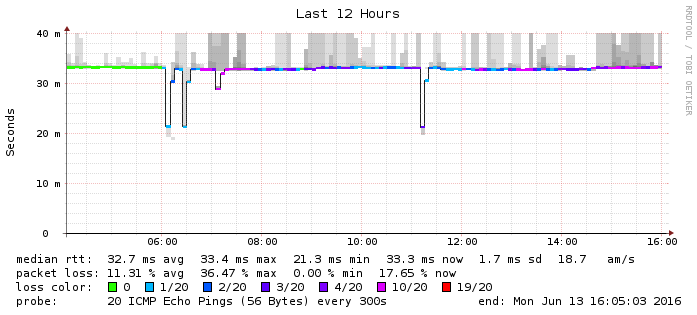 Last 12 Hours
RRDTOOL / TOBI OETIKER
40 m
30 m
20 m
10 m
0
Seconds
06:00 08:00 10:00 12:00 14:00 16:00
median rtt: 32.7 ms avg 33.4 ms max 21.3 ms min 33.3 ms now 1.7 ms sd 18.7 am/s
packet loss: 11.31 % avg 36.47 % max 0.00 % min 17.65 % now
loss color: 0 1/20 2/20 3/20 4/20 10/20 19/20
probe: 20 ICMP Echo Pings (56 Bytes) every 300s end: Mon Jun 13 16:05:03 2016